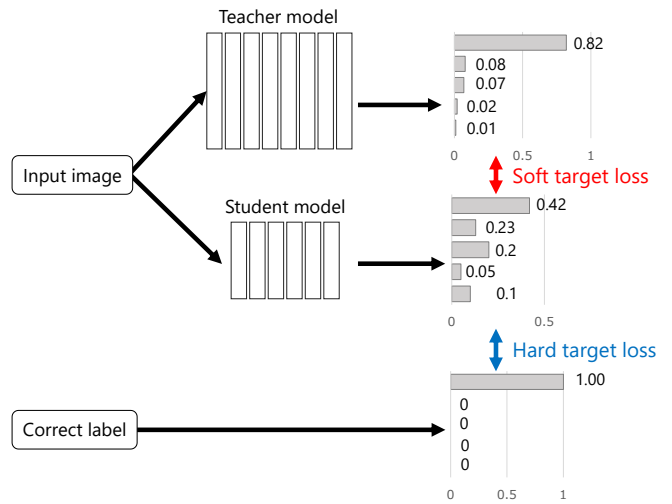 Teacher model
0.82
0.08
0.07
0.02
0.01
0 0.5 1
Input image
Soft target loss
Student model
0.42
0.23
0.2
0.05
0.1
0 0.5
Hard target loss
1.00
0
0
0
0
Correct label
0 0.5 1